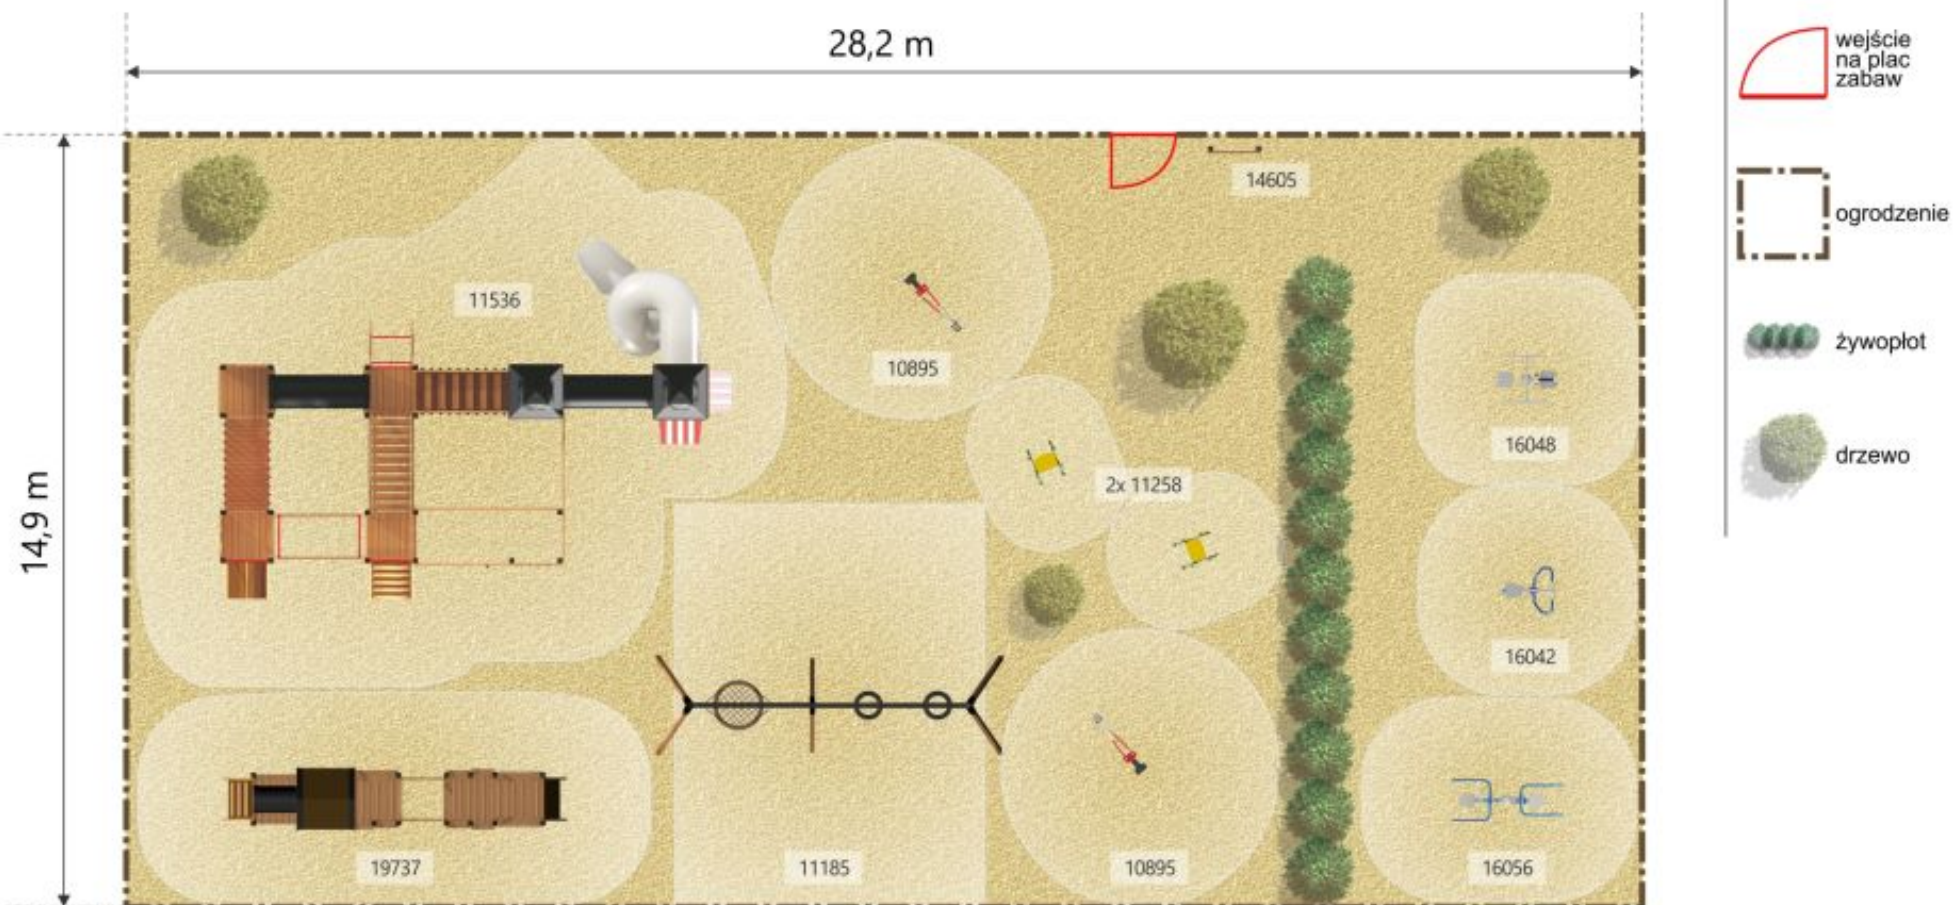 28,2 m
14,9 m
wejście
na plac
zabaw
14605
ogrodzenie
11536
10895
żywopłot
16048
drzewo
2x 11258
16042
19737
11185
10895
16056